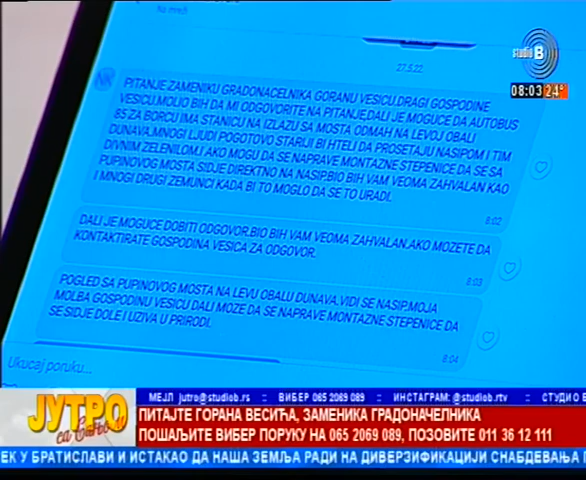 Na mreži
27.5.22
studio B
08:03 24°
PITANJE ZAMENIKU GRADONACELNIKA GORANU VESICU.DRAGI GOSPODINE
VESICU.MOLIO BIH DA MI ODGOVORITE NA PITANJE.DALI JE MOGUCE DA AUTOBUS
85 ZA BORCU IMA STANICU NA IZLAZU SA MOSTA ODMAH NA LEVOJ OBALI
DUNAVA.MNOGI LJUDI POGOTOVO STARIJI BI HTELI DA PROSETAJU NASIPOM I TIM
DIVNIM ZELENILOM.I AKO MOGU DA SE NAPRAVE MONTAZNE STEPENICE DA SE SA
PUPINOVOG MOSTA SIDJE DIREKTNO NA NASIP.BIO BIH VAM VEOMA ZAHVALAN KAO
I MNOGI DRUGI ZEMUNCI KADA BI TO MOGLO DA SE TO URADI.
8:02
DALI JE MOGUCE DOBITI ODGOVOR.BIO BIH VAM VEOMA ZAHVALAN.AKO MOZETE DA
KONTAKTIRATE GOSPODINA VESICA ZA ODGOVOR.
8:03
POGLED SA PUPINOVOG MOSTA NA LEVU OBALU DUNAVA.VIDI SE NASIP.MOJA
MOLBA GOSPODINU VESICU DALI MOZE DA SE NAPRAVE MONTAZNE STEPENICE DA
SE SIDJE DOLE I UZIVA U PRIRODI.
8:04
Ukucaj poruku...
МЕЈЛ jutro@studiob.rs :: ВИБЕР 065 2069 089 :: ИНСТАГРАМ: @studiob.rtv :: СТУДИО
ЈУТРО
ПИТАЈТЕ ГОРАНА ВЕСИЋА, ЗАМЕНИКА ГРАДОНАЧЕЛНИКА
ПОШАЉИТЕ ВИБЕР ПОРУКУ НА 065 2069 089, ПОЗОВИТЕ 011 36 12 111
ЕК У БРАТИСЛАВИ И ИСТАКАО ДА НАША ЗЕМЉА РАДИ НА ДИВЕРЗИФИКАЦИЈИ СНАБДЕВАЊА